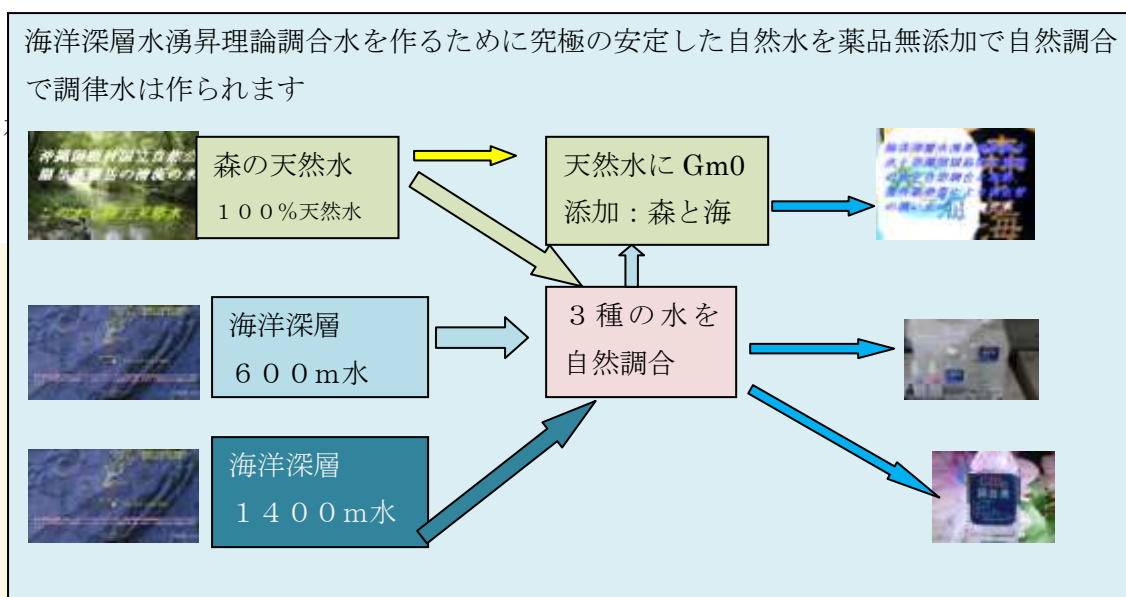 海洋深層水湧昇理論調合水を作るために究極の安定した自然水を薬品無添加で自然調合
で調律水は作られます
森の天然水
１００％天然水
天然水に Gm0
添加：森と海
海洋深層
６００ｍ水
３種の水を
自然調合
海洋深層
１４００ｍ水